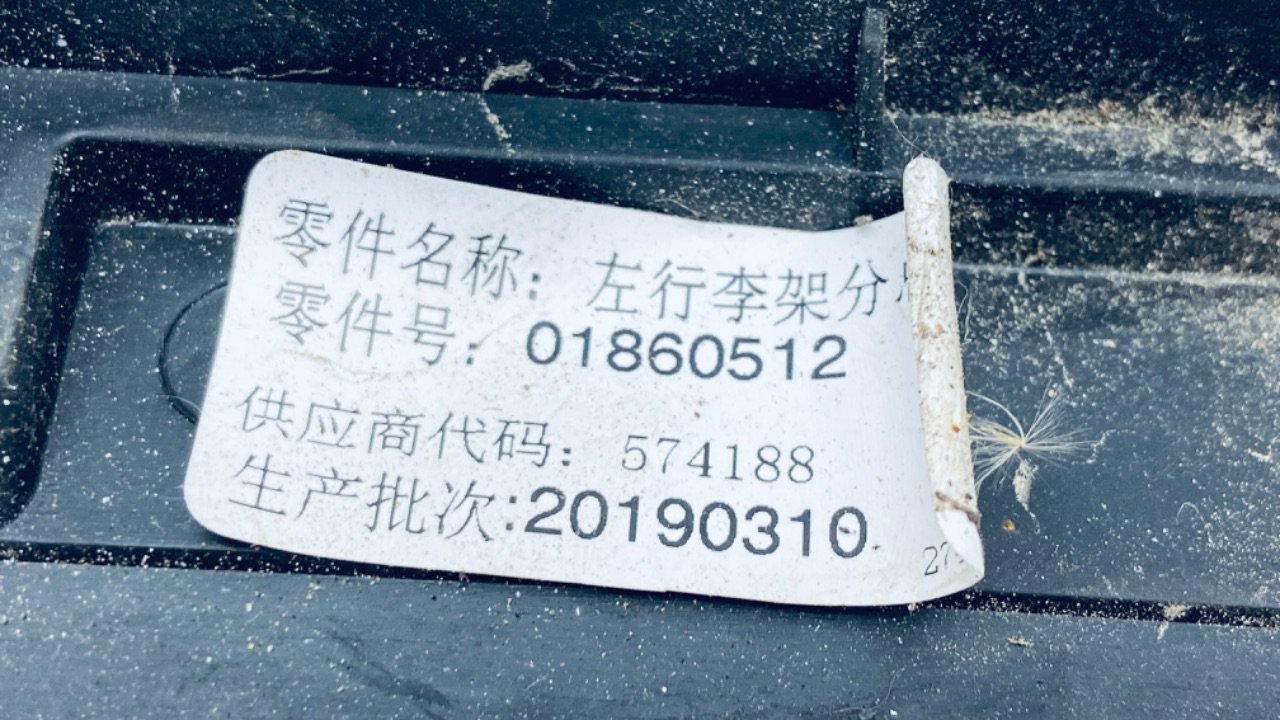 零件名称: 左行李架分
零件号: 01860512
供应商代码: 574188
生产批次:20190310
27